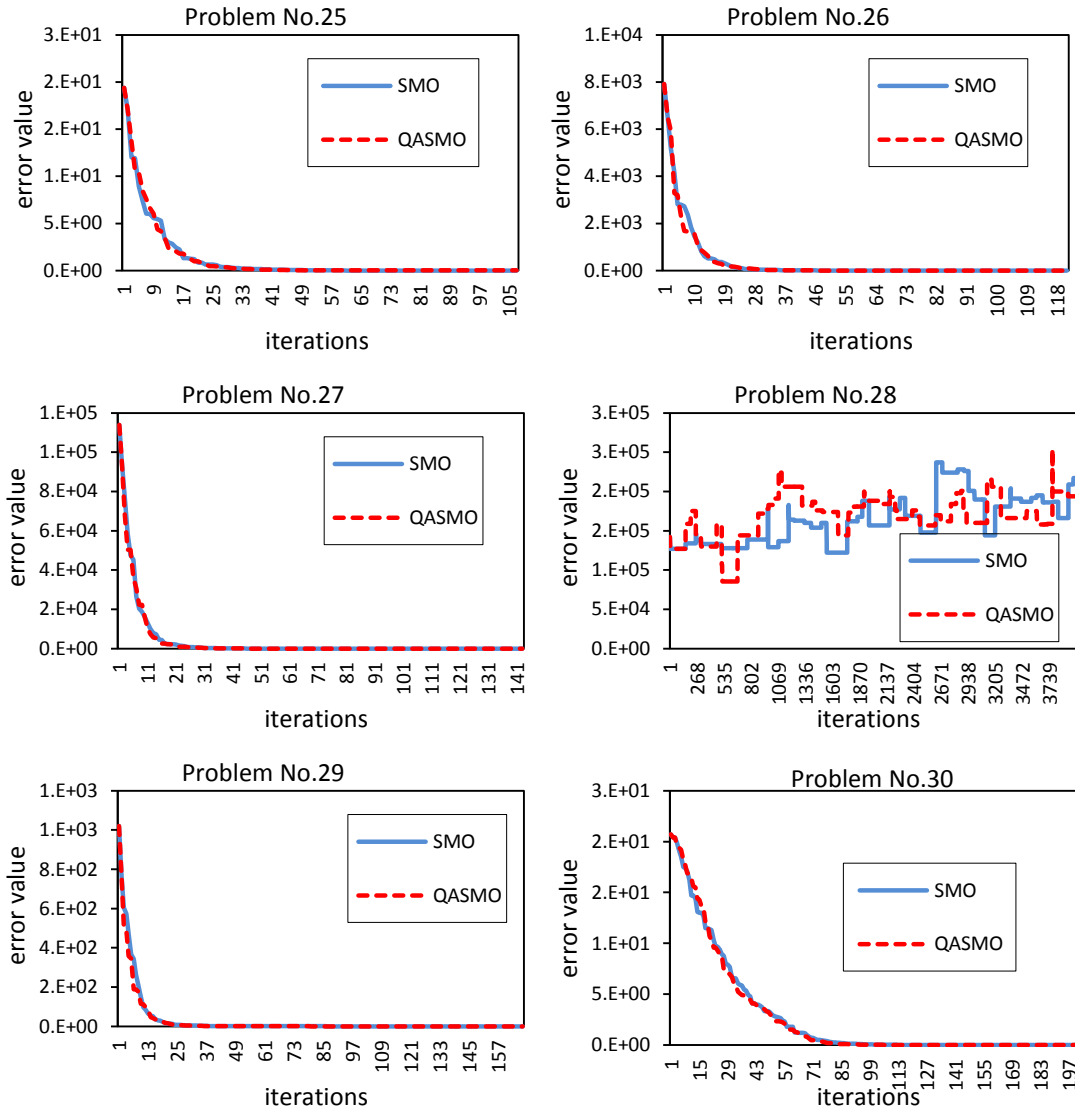 Problem No.25
3.E+01
2.E+01
2.E+01
1.E+01
5.E+00
0.E+00
error value
SMO
QASMO
1 9 17 25 33 41 49 57 65 73 81 89 97 105
iterations
Problem No.26
1.E+04
8.E+03
6.E+03
4.E+03
2.E+03
0.E+00
error value
SMO
QASMO
1 10 19 28 37 46 55 64 73 82 91 100 109 118
iterations
Problem No.27
1.E+05
1.E+05
8.E+04
6.E+04
4.E+04
2.E+04
0.E+00
error value
SMO
QASMO
1 11 21 31 41 51 61 71 81 91 101 111 121 131 141
iterations
Problem No.28
3.E+05
3.E+05
2.E+05
2.E+05
1.E+05
5.E+04
0.E+00
error value
SMO
QASMO
1 268 535 802 1069 1336 1603 1870 2137 2404 2671 2938 3205 3472 3739
iterations
Problem No.29
1.E+03
1.E+03
8.E+02
6.E+02
4.E+02
2.E+02
0.E+00
error value
SMO
QASMO
1 13 25 37 49 61 73 85 97 109 121 133 145 157
iterations
Problem No.30
3.E+01
2.E+01
2.E+01
1.E+01
5.E+00
0.E+00
error value
SMO
QASMO
1 15 29 43 57 71 85 99 113 127 141 155 169 183 197
iterations